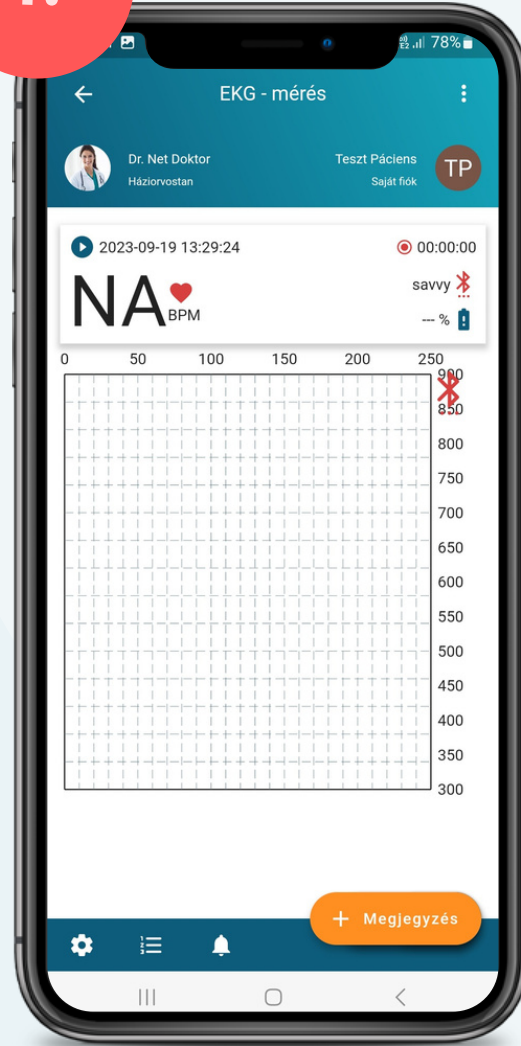 78%
EKG - mérés
Dr. Net Doktor
Háziorvostan
Teszt Páciens
Saját fiók
TP
2023-09-19 13:29:24
00:00:00
NA
BPM
savvy
--- %
0 50 100 150 200 250
900
850
800
750
700
650
600
550
500
450
400
350
300
+ Megjegyzés